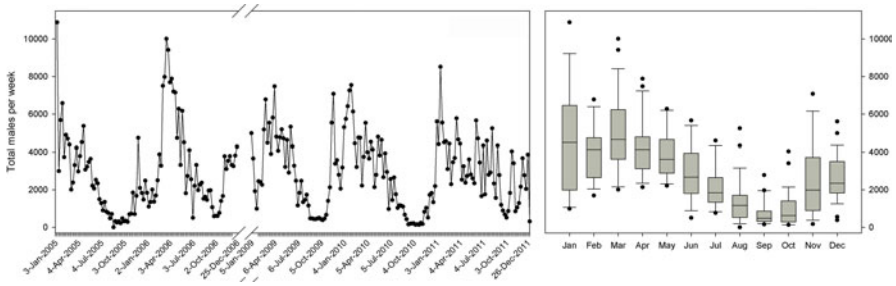 Total males per week
10000
8000
6000
4000
2000
0
3-Jan-2005
4-Apr-2005
4-Jul-2005
3-Oct-2005
2-Jan-2006
3-Apr-2006
3-Jul-2006
2-Oct-2006
25-Dec-2006
5-Jan-2009
6-Apr-2009
6-Jul-2009
5-Oct-2009
4-Jan-2010
5-Apr-2010
5-Jul-2010
4-Oct-2010
3-Jan-2011
4-Apr-2011
4-Jul-2011
3-Oct-2011
26-Dec-2011
10000
8000
6000
4000
2000
0
Jan Feb Mar Apr May Jun Jul Aug Sep Oct Nov Dec